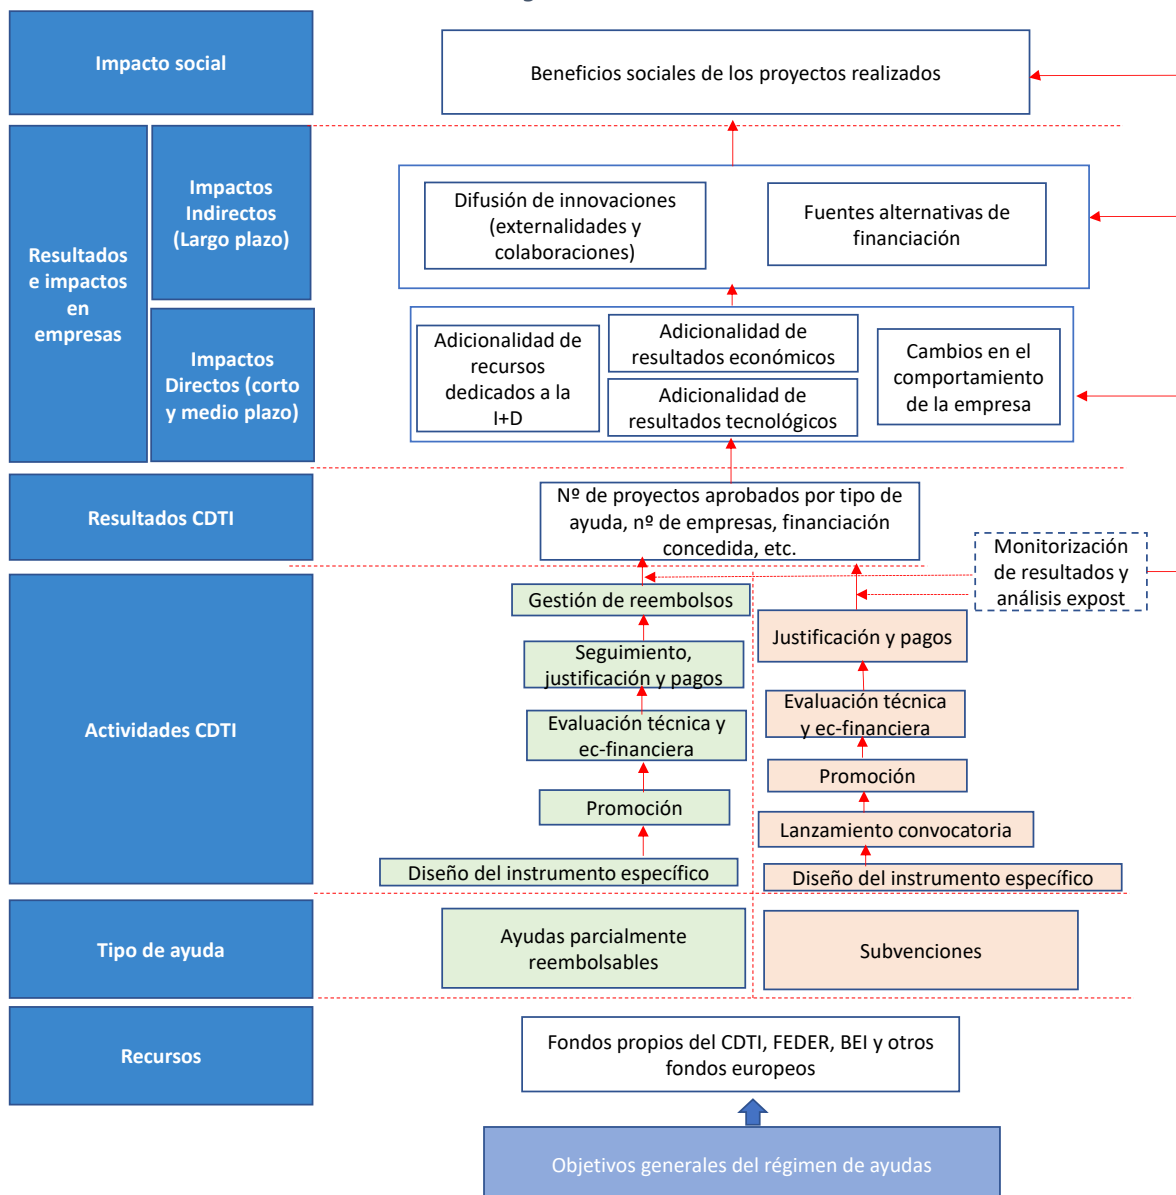 Impacto social
Beneficios sociales de los proyectos realizados
Resultados
e impactos
en
empresas
Impactos
Indirectos
(Largo plazo)
Difusión de innovaciones
(externalidades y
colaboraciones)
Fuentes alternativas de
financiación
Impactos
Directos (corto
y medio plazo)
Adicionalidad de
recursos
dedicados a la
I+D
Adicionalidad de
resultados económicos
Adicionalidad de
resultados tecnológicos
Cambios en el
comportamiento
de la empresa
Resultados CDTI
Nº de proyectos aprobados por tipo de
ayuda, nº de empresas, financiación
concedida, etc.
Monitorización
de resultados y
análisis expost
Actividades CDTI
Gestión de reembolsos
Seguimiento,
justificación y pagos
Evaluación técnica y
ec-financiera
Promoción
Diseño del instrumento específico
Justificación y pagos
Evaluación técnica
y ec-financiera
Promoción
Lanzamiento convocatoria
Diseño del instrumento específico
Tipo de ayuda
Ayudas parcialmente
reembolsables
Subvenciones
Recursos
Fondos propios del CDTI, FEDER, BEI y otros
fondos europeos
Objetivos generales del régimen de ayudas